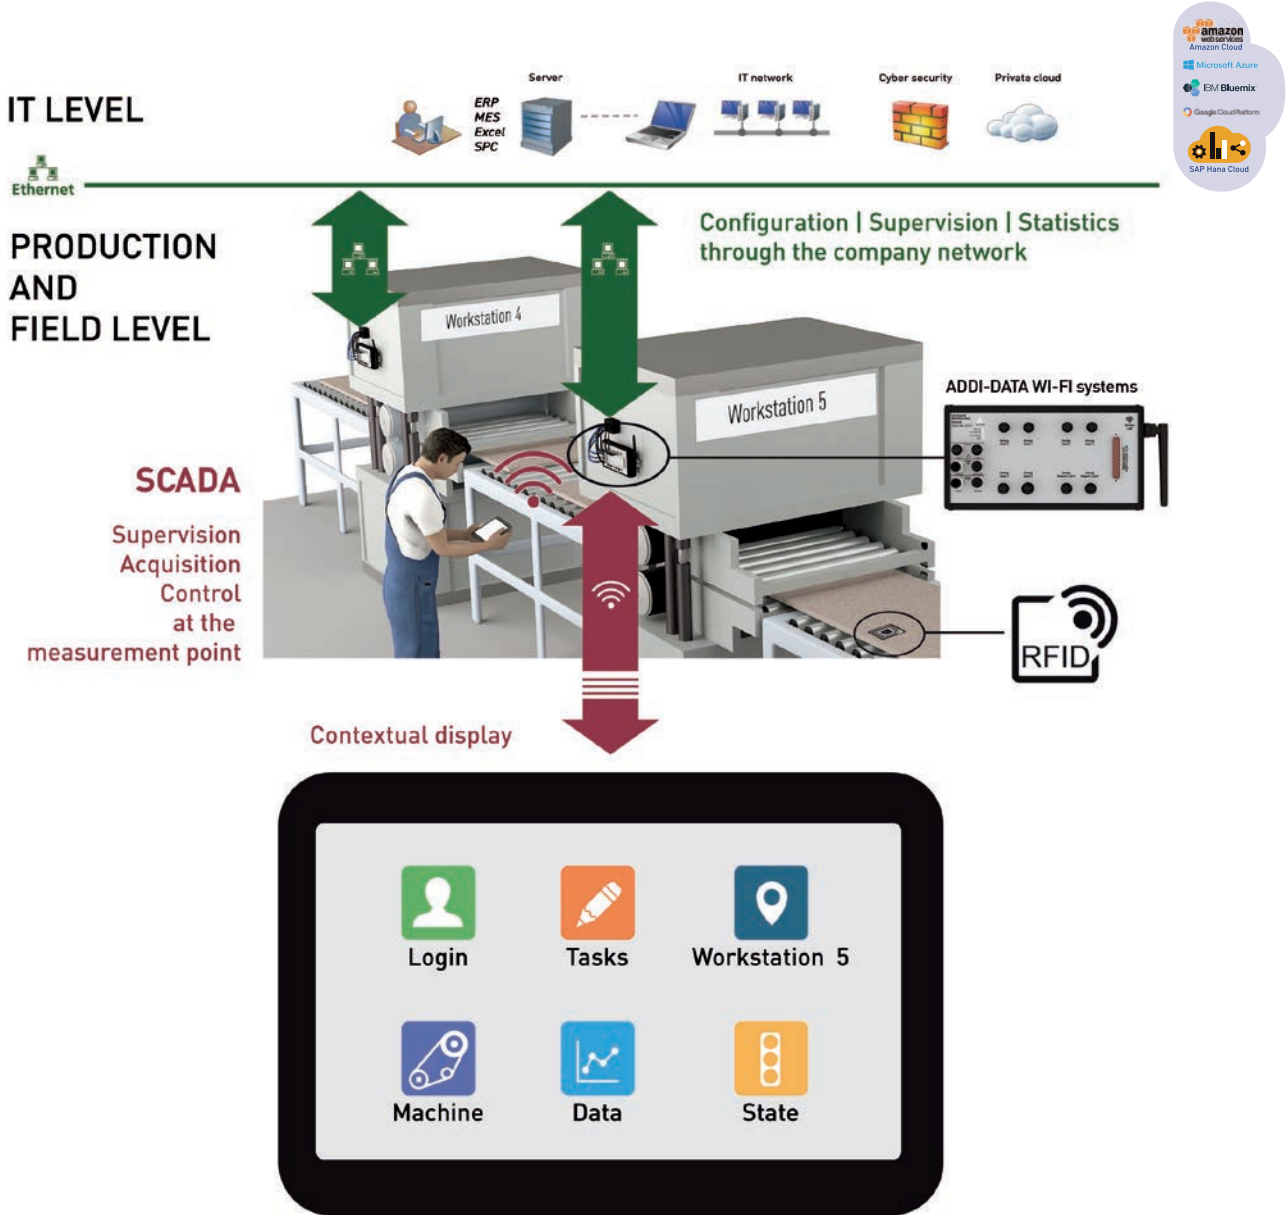 amazon
webservices
Amazon Cloud
Microsoft Azure
IBM Bluemix
Google Cloud Platform
SAP Hana Cloud
Server
IT network
Cyber security
Private cloud
IT LEVEL
ERP
MES
Excel
SPC
Ethernet
PRODUCTION
AND
FIELD LEVEL
Configuration | Supervision | Statistics
through the company network
Workstation 4
Workstation 5
ADDI-DATA WI-FI systems
SCADA
Supervision
Acquisition
Control
at the
measurement point
RFID
Contextual display
Login
Tasks
Workstation 5
Machine
Data
State